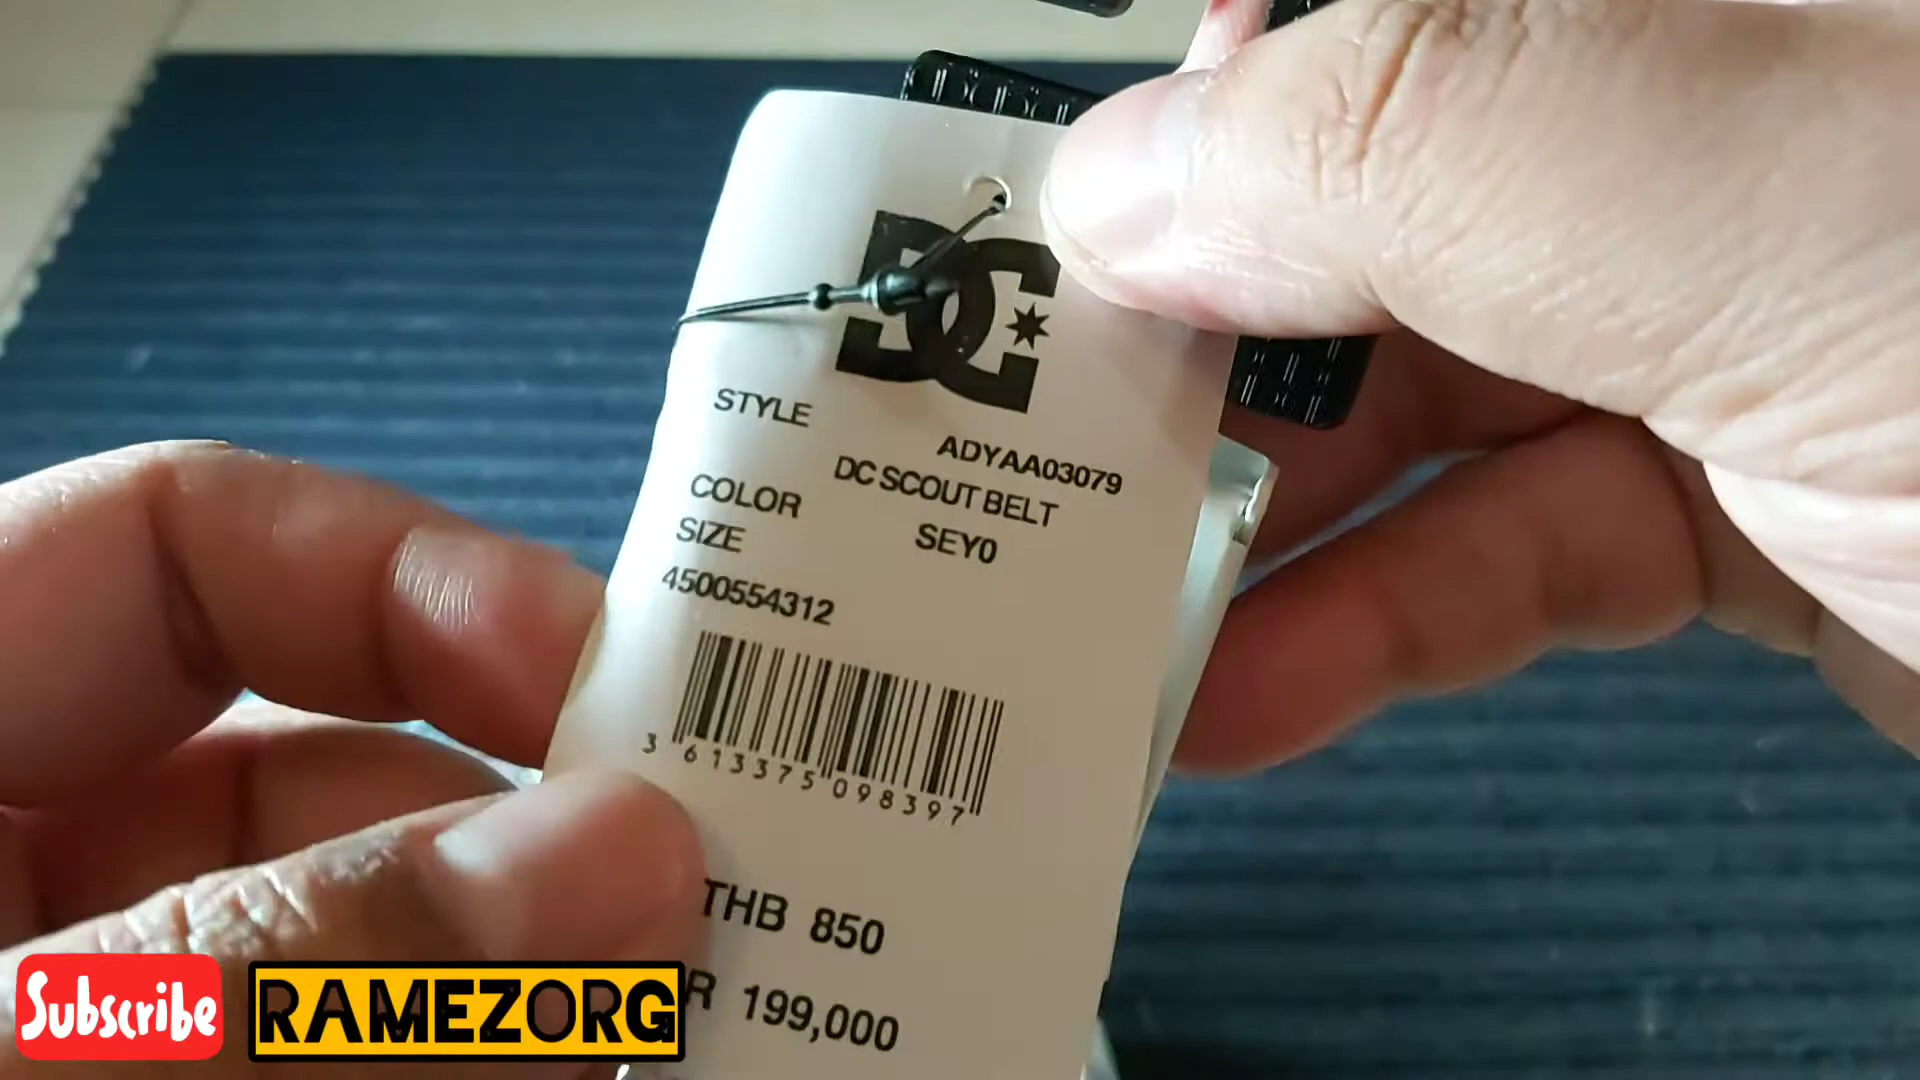 DC
STYLE
ADYAA03079
DC SCOUT BELT
COLOR
SEY0
SIZE
4500554312
3 613375 098397
THB 850
R 199,000
Subscribe
RAMEZORG